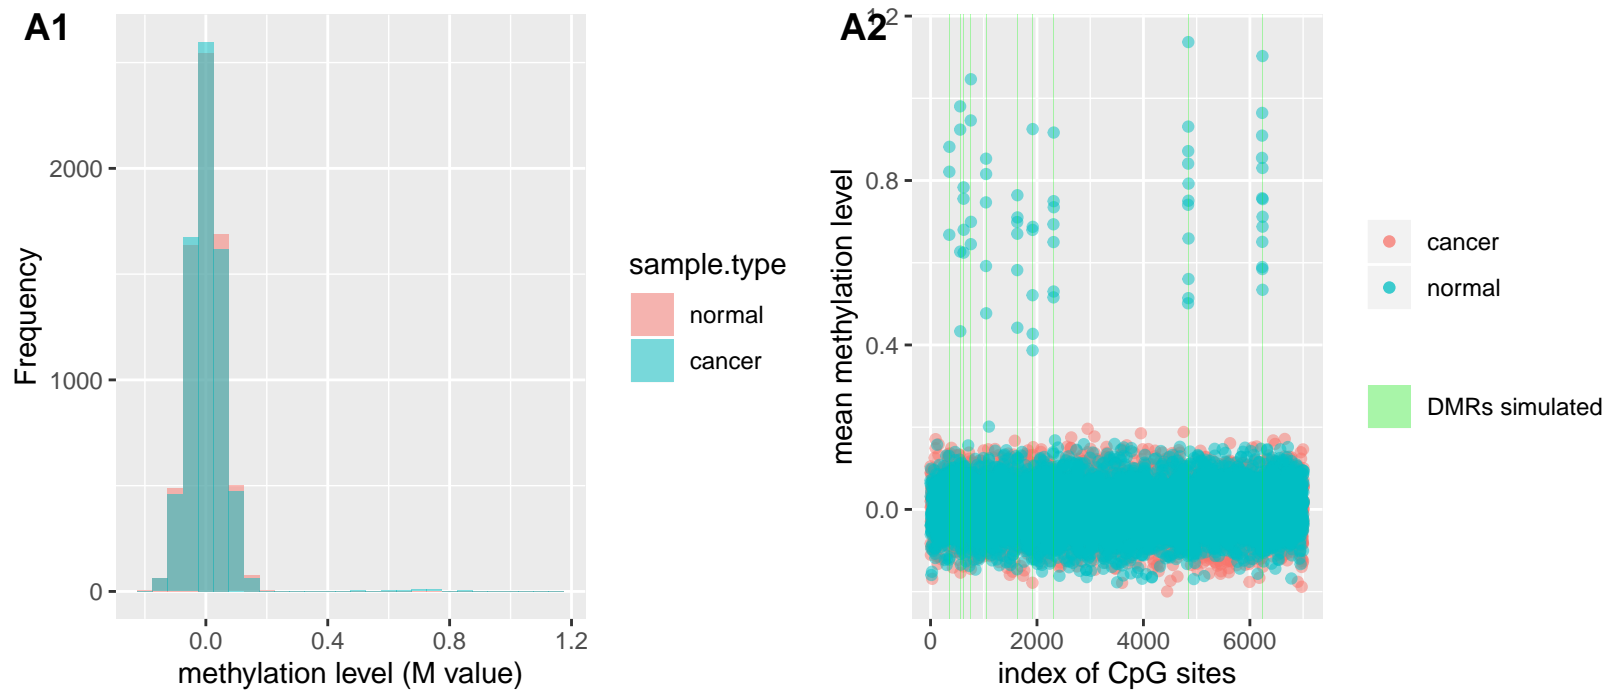 A1
Frequency
2000
1000
0
0.0 0.4 0.8 1.2
methylation level (M value)
sample.type
normal
cancer
A2
mean methylation level
1.2
0.8
0.4
0.0
0 2000 4000 6000
index of CpG sites
cancer
normal
DMRs simulated